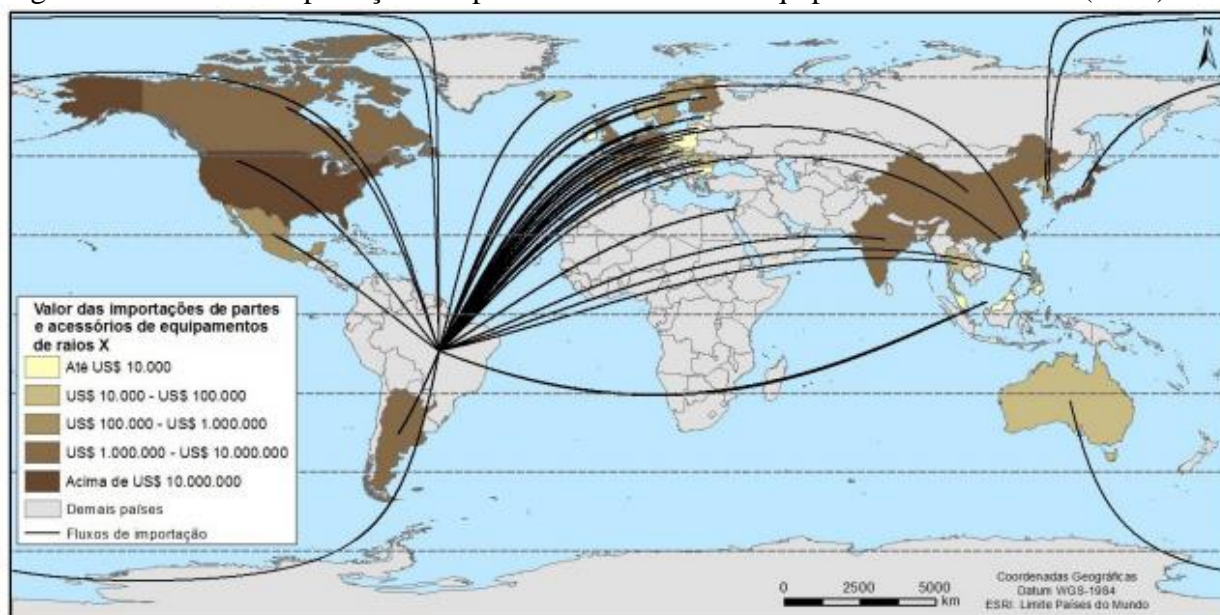 N
Valor das importações de partes
e acessórios de equipamentos
de raios X
Até US$ 10.000
US$ 10.000 - US$ 100.000
US$ 100.000 - US$ 1.000.000
US$ 1.000.000 - US$ 10.000.000
Acima de US$ 10.000.000
Demais países
Fluxos de importação
0 2500 5000
km
Coordenadas Geográficas
Datum WGS-1984
ESRI. Limite Países do Mundo